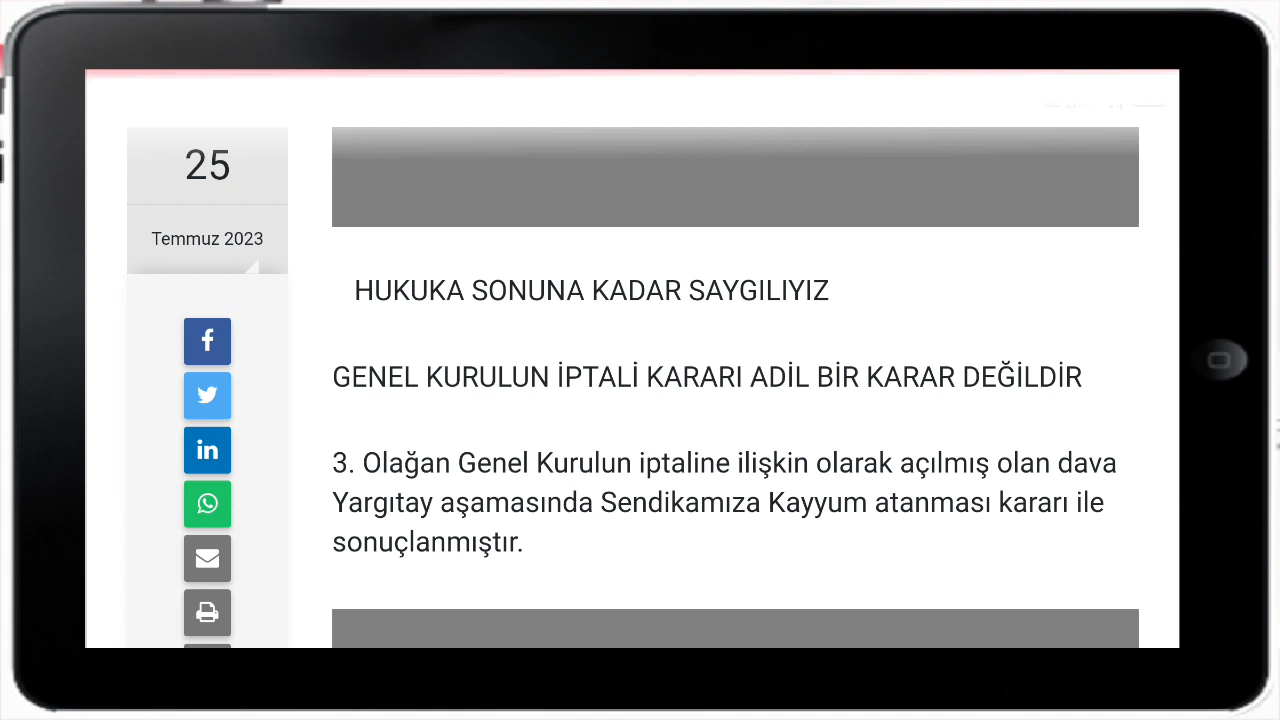 25
Temmuz 2023
HUKUKA SONUNA KADAR SAYGILIYIZ
GENEL KURULUN İPTALİ KARARI ADİL BİR KARAR DEĞİLDİR
3. Olağan Genel Kurulun iptaline ilişkin olarak açılmış olan dava
Yargıtay aşamasında Sendikamıza Kayyum atanması kararı ile
sonuçlanmıştır.